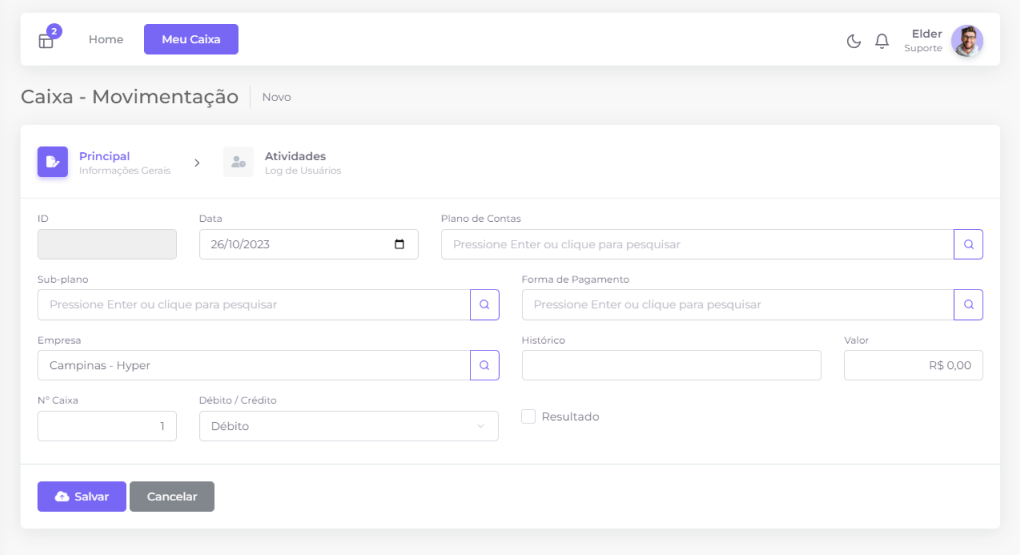 2
Home
Meu Caixa
Elder
Suporte
Caixa - Movimentação
Novo
Principal
Informações Gerais
Atividades
Log de Usuários
ID
Data
Plano de Contas
26/10/2023
Pressione Enter ou clique para pesquisar
Sub-plano
Forma de Pagamento
Pressione Enter ou clique para pesquisar
Pressione Enter ou clique para pesquisar
Empresa
Histórico
Valor
Campinas - Hyper
R$ 0,00
Nº Caixa
Débito / Crédito
1
Débito
Resultado
Salvar
Cancelar